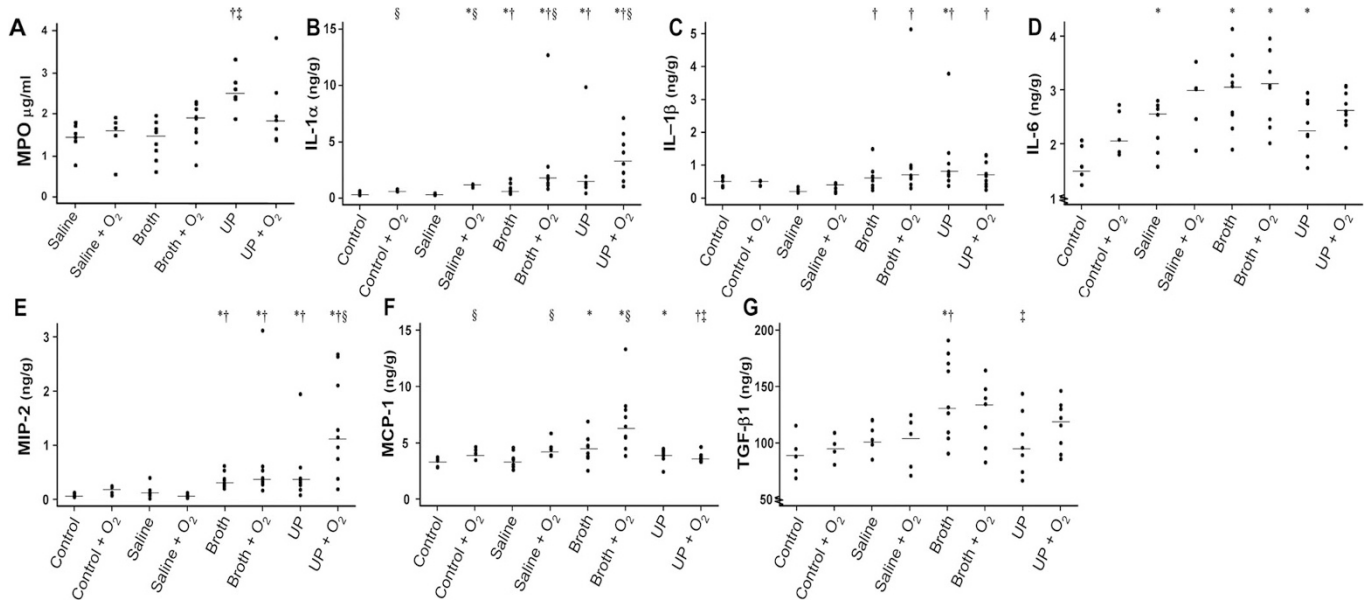 A
MPO µg/ml
4
3
2
1
0
†‡
Saline
Saline + O2
Broth
Broth + O2
UP
UP + O2
B
IL-1α (ng/g)
15
10
5
0
§ *§ *† *†§ *† *†§
Control
Control + O2
Saline
Saline + O2
Broth
Broth + O2
UP
UP + O2
C
IL–1β (ng/g)
5
4
3
2
1
0
† † *† †
Control
Control + O2
Saline
Saline + O2
Broth
Broth + O2
UP
UP + O2
D
IL-6 (ng/g)
4
3
2
1
* * * *
Control
Control + O2
Saline
Saline + O2
Broth
Broth + O2
UP
UP + O2
E
MIP-2 (ng/g)
3
2
1
0
*† *† *† *†§
Control
Control + O2
Saline
Saline + O2
Broth
Broth + O2
UP
UP + O2
F
MCP-1 (ng/g)
15
10
5
0
§ § * *§ * †‡
Control
Control + O2
Saline
Saline + O2
Broth
Broth + O2
UP
UP + O2
G
TGF-β1 (ng/g)
200
150
100
50
*† ‡
Control
Control + O2
Saline
Saline + O2
Broth
Broth + O2
UP
UP + O2